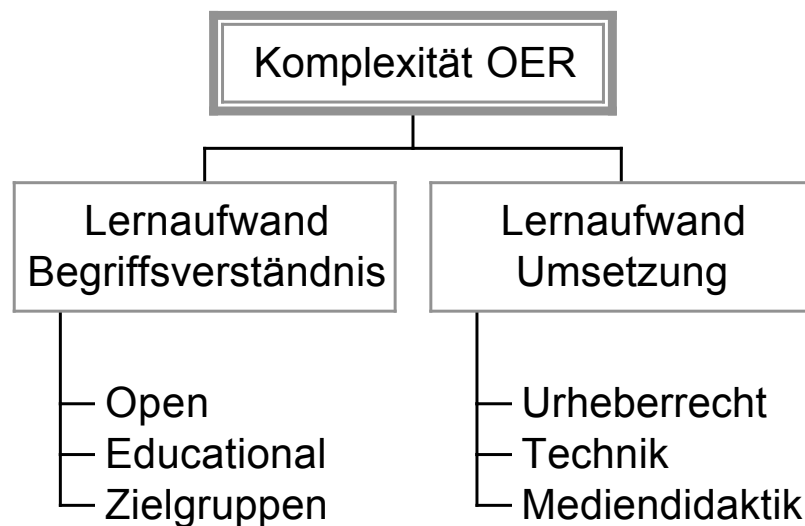 Komplexität OER
Lernaufwand
Begriffsverständnis
Open
Educational
Zielgruppen
Lernaufwand
Umsetzung
Urheberrecht
Technik
Mediendidaktik